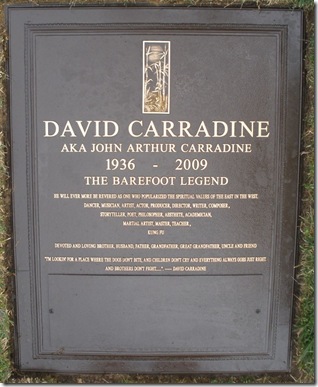 DAVID CARRADINE
AKA JOHN ARTHUR CARRADINE
1936 - 2009
THE BAREFOOT LEGEND
HE WILL EVER MORE BE REVERED AS ONE WHO POPULARIZED THE SPIRITUAL VALUES OF THE EAST IN THE WEST.
DANCER, MUSICIAN, ARTIST, ACTOR, PRODUCER, DIRECTOR, WRITER, COMPOSER,
STORYTELLER, POET, PHILOSOPHER, AESTHETE, ACADEMICIAN,
MARTIAL ARTIST, MASTER, TEACHER,
KUNG FU
DEVOTED AND LOVING BROTHER, HUSBAND, FATHER, GRANDFATHER, GREAT GRANDFATHER, UNCLE AND FRIEND
"I'M LOOKIN' FOR A PLACE WHERE THE DOGS DON'T BITE, AND CHILDREN DON'T CRY AND EVERYTHING ALWAYS GOES JUST RIGHT
AND BROTHERS DON'T FIGHT...." ---- DAVID CARRADINE